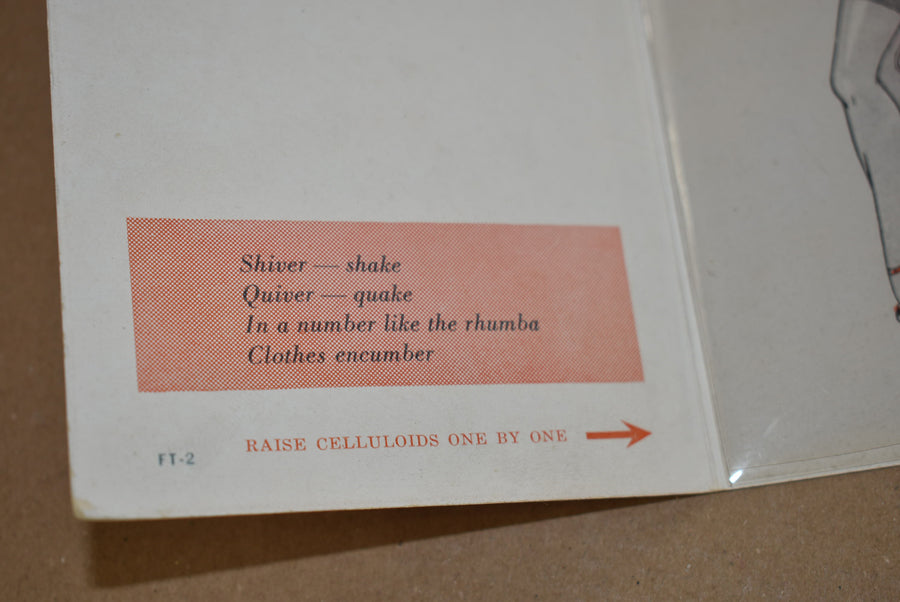 Shiver — shake
Quiver — quake
In a number like the rhumba
Clothes encumber
RAISE CELLULOIDS ONE BY ONE
FT-2